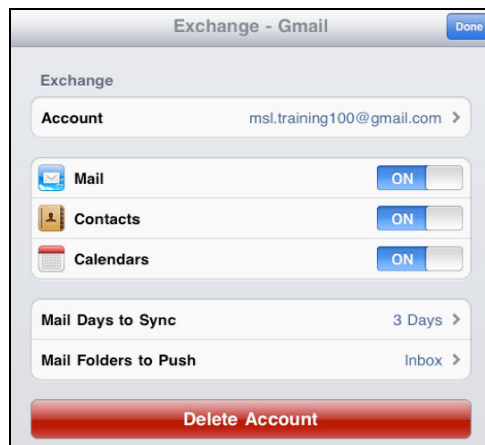 Exchange - Gmail Done
Exchange
Account msl.training100@gmail.com
Mail ON
Contacts ON
Calendars ON
Mail Days to Sync 3 Days
Mail Folders to Push Inbox
Delete Account